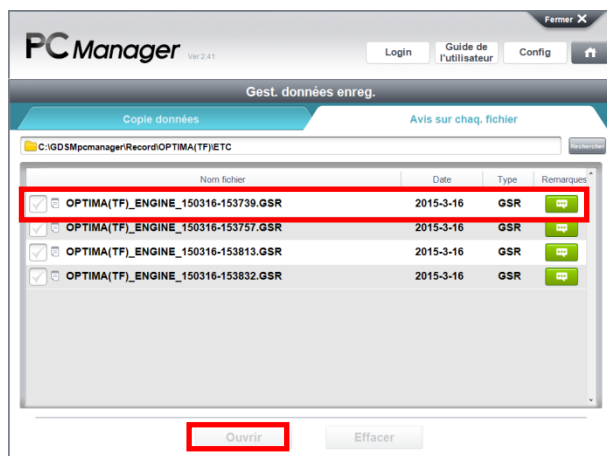 Fermer X
PC Manager Ver 2.41
Login
Guide de
l'utilisateur
Config
Gest. données enreg.
Copie données
Avis sur chaq. fichier
C:\GDSMpcmanager\Record\OPTIMA(TF)\ETC
Rechercher
Nom fichier Date Type Remarques
OPTIMA(TF)_ENGINE_150316-153739.GSR 2015-3-16 GSR
OPTIMA(TF)_ENGINE_150316-153757.GSR 2015-3-16 GSR
OPTIMA(TF)_ENGINE_150316-153813.GSR 2015-3-16 GSR
OPTIMA(TF)_ENGINE_150316-153832.GSR 2015-3-16 GSR
Ouvrir
Effacer